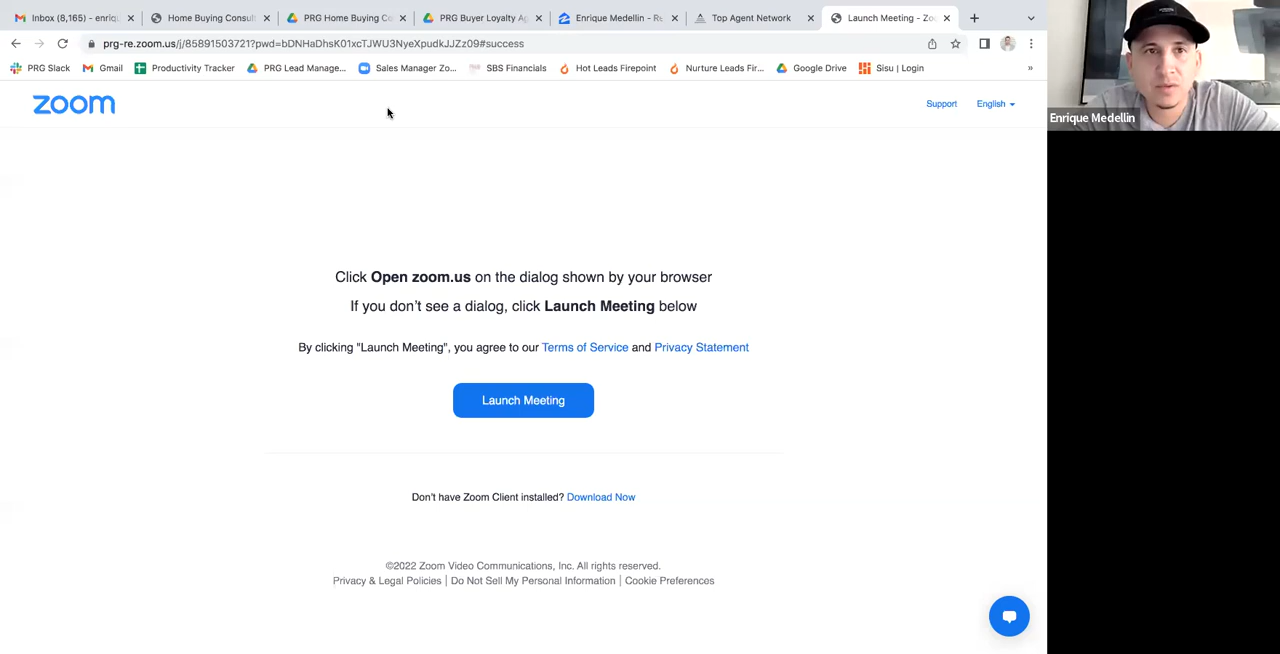 Inbox (8,165) - enriq
Home Buying Consul
PRG Home Buying Co
PRG Buyer Loyalty Ag
Enrique Medellin - Re
Top Agent Network
Launch Meeting - Zo
prg-re.zoom.us/j/85891503721?pwd=bDNHaDhsK01xcTJWU3NyeXpudkJJZz09#success
PRG Slack
Gmail
Productivity Tracker
PRG Lead Manage...
Sales Manager Zo...
SBS Financials
Hot Leads Firepoint
Nurture Leads Fir...
Google Drive
Sisu | Login
»
zoom
Support
English
Enrique Medellin
Click Open zoom.us on the dialog shown by your browser
If you don't see a dialog, click Launch Meeting below
By clicking "Launch Meeting", you agree to our Terms of Service and Privacy Statement
Launch Meeting
Don't have Zoom Client installed? Download Now
©2022 Zoom Video Communications, Inc. All rights reserved.
Privacy & Legal Policies | Do Not Sell My Personal Information | Cookie Preferences